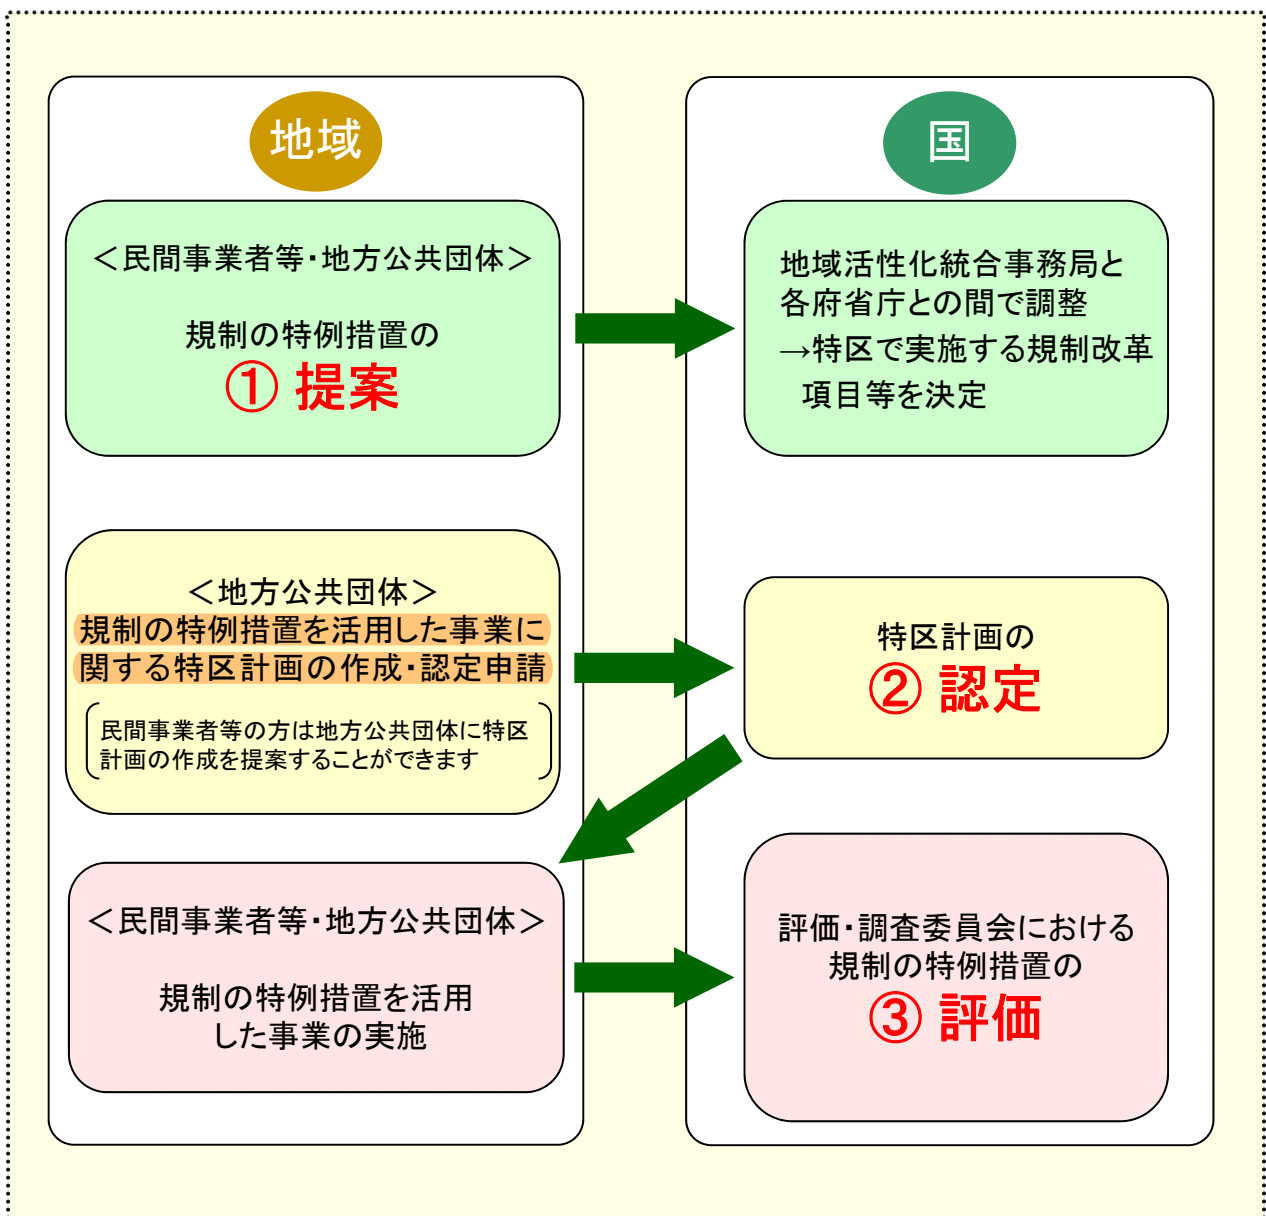 地域
＜民間事業者等・地方公共団体＞
規制の特例措置の
① 提案
国
地域活性化統合事務局と
各府省庁との間で調整
→特区で実施する規制改革
項目等を決定
＜地方公共団体＞
規制の特例措置を活用した事業に
関する特区計画の作成・認定申請
民間事業者等の方は地方公共団体に特区
計画の作成を提案することができます
特区計画の
② 認定
＜民間事業者等・地方公共団体＞
規制の特例措置を活用
した事業の実施
評価・調査委員会における
規制の特例措置の
③ 評価